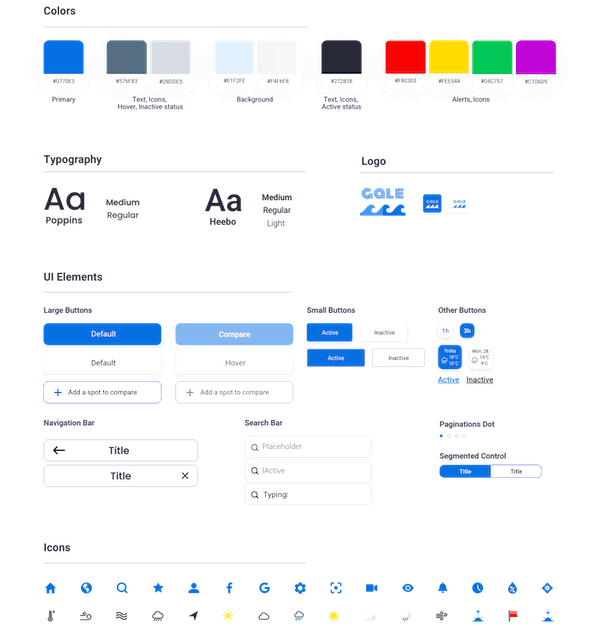 Colors
#0770E3
#576F83
#D8DDE5
#E1F2FE
#F4F6F8
#272838
#F80303
#FEE544
#04C757
#C106D9
Primary
Text, Icons,
Hover, Inactive status
Background
Text, Icons,
Active status
Alerts, Icons
Typography
Logo
Aa
Poppins
Medium
Regular
Aa
Heebo
Medium
Regular
Light
GALE
GALE
GALE
UI Elements
Large Buttons
Small Buttons
Other Buttons
Default
Compare
Active
Inactive
1h
3h
Default
Hover
Active
Inactive
Today
18°C
10°C
Mon, 28
14°C
9°C
Active
Inactive
Add a spot to compare
Add a spot to compare
Navigation Bar
Search Bar
Paginations Dot
Title
Placeholder
Segmented Control
Title
|Active
Title
Title
Typing|
Icons